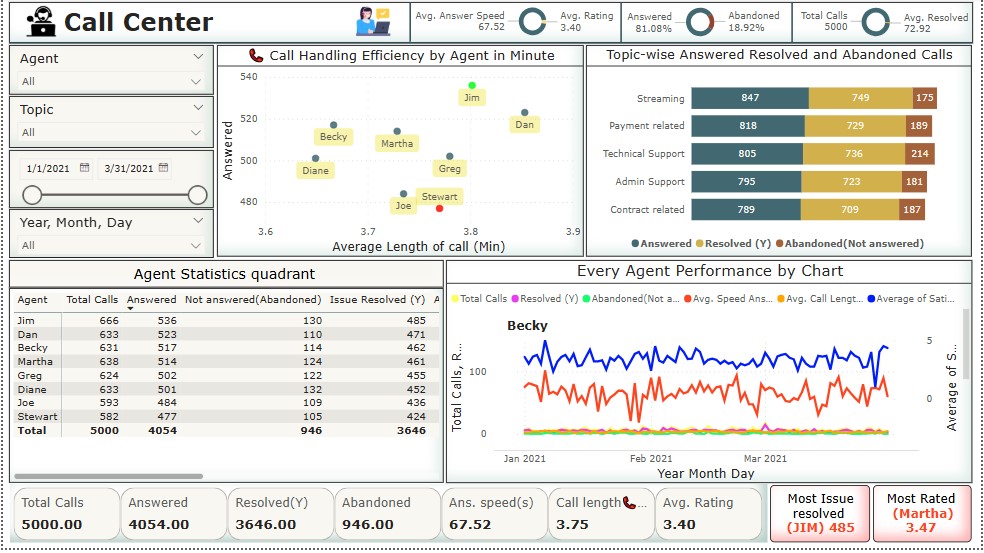 Call Center
Avg. Answer Speed
67.52
Avg. Rating
3.40
Answered
81.08%
Abandoned
18.92%
Total Calls
5000
Avg. Resolved
72.92
Agent
All
Topic
All
1/1/2021
3/31/2021
Year, Month, Day
All
Call Handling Efficiency by Agent in Minute
Answered
540
520
500
480
Jim
Dan
Becky
Martha
Diane
Greg
Joe
Stewart
3.6
3.7
3.8
3.9
Average Length of call (Min)
Topic-wise Answered Resolved and Abandoned Calls
Streaming 847 749 175
Payment related 818 729 189
Technical Support 805 736 214
Admin Support 795 723 181
Contract related 789 709 187
Answered Resolved (Y) Abandoned(Not answered)
Agent Statistics quadrant
Agent Total Calls Answered Not answered(Abandoned) Issue Resolved (Y) A
Jim 666 536 130 485
Dan 633 523 110 471
Becky 631 517 114 462
Martha 638 514 124 461
Greg 624 502 122 455
Diane 633 501 132 452
Joe 593 484 109 436
Stewart 582 477 105 424
Total 5000 4054 946 3646
Every Agent Performance by Chart
Total Calls Resolved (Y) Abandoned(Not a... Avg. Speed Ans... Avg. Call Lengt... Average of Sati...
Becky
Total Calls, R...
100
0
5
0
Average of S...
Jan 2021
Feb 2021
Mar 2021
Year Month Day
Total Calls
5000.00
Answered
4054.00
Resolved(Y)
3646.00
Abandoned
946.00
Ans. speed(s)
67.52
Call length...
3.75
Avg. Rating
3.40
Most Issue
resolved
(JIM) 485
Most Rated
(Martha)
3.47